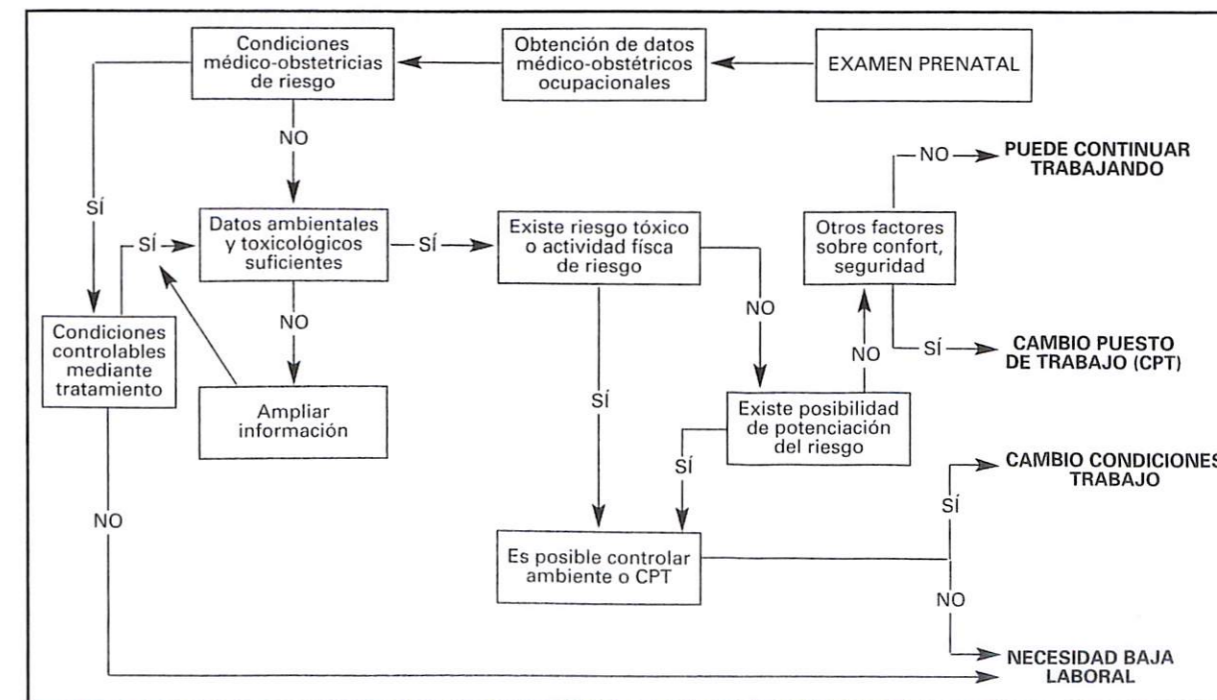 Condiciones
médico-obstetricias
de riesgo
Obtención de datos
médico-obstétricos
ocupacionales
EXAMEN PRENATAL
NO
SÍ
Datos ambientales
y toxicológicos
suficientes
SÍ
SÍ
Existe riesgo tóxico
o actividad físca
de riesgo
NO
PUEDE CONTINUAR
TRABAJANDO
Otros factores
sobre confort,
seguridad
NO
NO
SÍ
CAMBIO PUESTO
DE TRABAJO (CPT)
NO
Condiciones
controlables
mediante
tratamiento
Ampliar
información
SÍ
Existe posibilidad
de potenciación
del riesgo
SÍ
CAMBIO CONDICIONES
TRABAJO
SÍ
NO
Es posible controlar
ambiente o CPT
NO
NECESIDAD BAJA
LABORAL